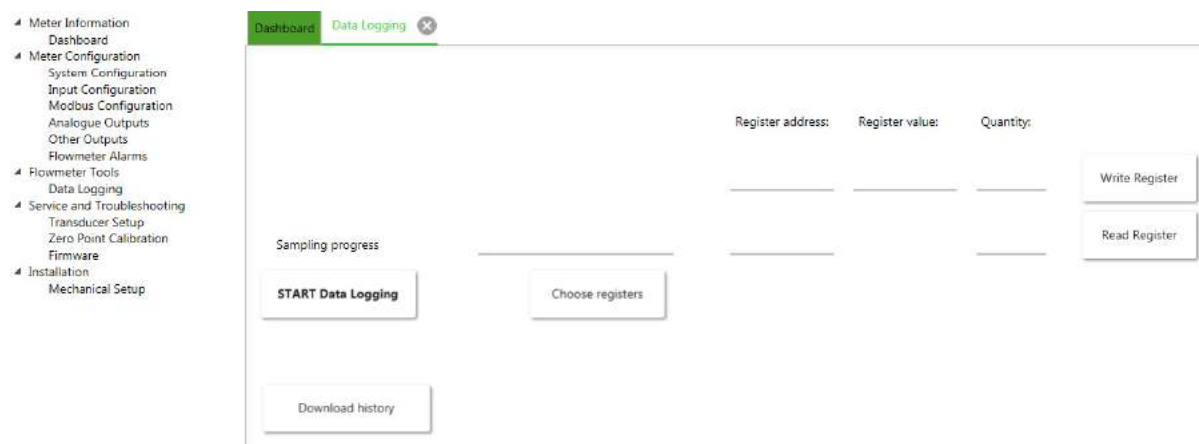 Meter Information
Dashboard
Meter Configuration
System Configuration
Input Configuration
Modbus Configuration
Analogue Outputs
Other Outputs
Flowmeter Alarms
Flowmeter Tools
Data Logging
Service and Troubleshooting
Transducer Setup
Zero Point Calibration
Firmware
Installation
Mechanical Setup
Dashboard Data Logging
Register address: Register value: Quantity:
Write Register
Read Register
Sampling progress
START Data Logging Choose registers
Download history